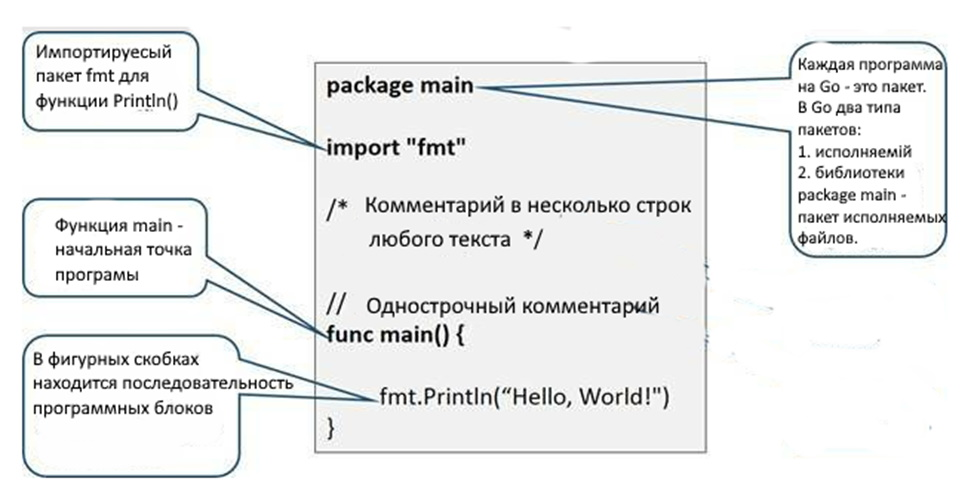 Импортируесый
пакет fmt для
функции Println()
Функция main -
начальная точка
програмы
В фигурных скобках
находится последовательность
программных блоков
package main
import "fmt"
/* Комментарий в несколько строк
любого текста */
// Однострочный комментарий
func main() {
fmt.Println(“Hello, World!")
}
Каждая программа
на Go - это пакет.
В Go два типа
пакетов:
1. исполняемій
2. библиотеки
package main -
пакет исполняемых
файлов.